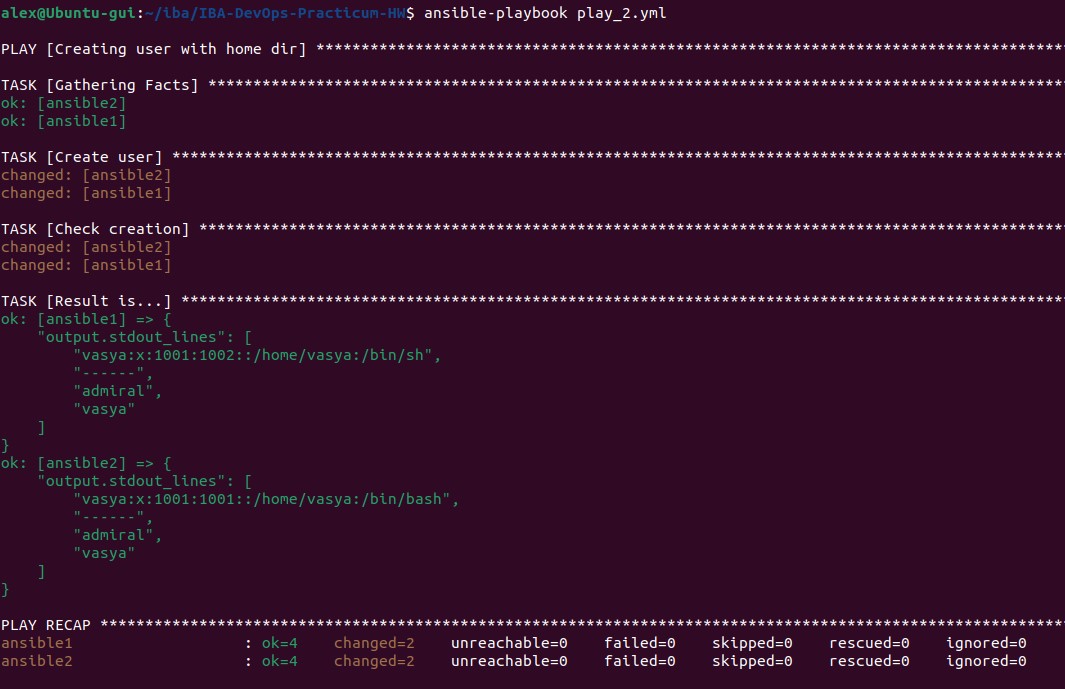 alex@Ubuntu-gui:~/iba/IBA-DevOps-Practicum-HW$ ansible-playbook play_2.yml
PLAY [Creating user with home dir] ***********************************************************************************
TASK [Gathering Facts] ***********************************************************************************************
ok: [ansible2]
ok: [ansible1]
TASK [Create user] ***************************************************************************************************
changed: [ansible2]
changed: [ansible1]
TASK [Check creation] ************************************************************************************************
changed: [ansible2]
changed: [ansible1]
TASK [Result is...] **************************************************************************************************
ok: [ansible1] => {
    "output.stdout_lines": [
        "vasya:x:1001:1002::/home/vasya:/bin/sh",
        "------",
        "admiral",
        "vasya"
    ]
}
ok: [ansible2] => {
    "output.stdout_lines": [
        "vasya:x:1001:1001::/home/vasya:/bin/bash",
        "------",
        "admiral",
        "vasya"
    ]
}
PLAY RECAP ***********************************************************************************************************
ansible1                   : ok=4    changed=2    unreachable=0    failed=0    skipped=0    rescued=0    ignored=0
ansible2                   : ok=4    changed=2    unreachable=0    failed=0    skipped=0    rescued=0    ignored=0